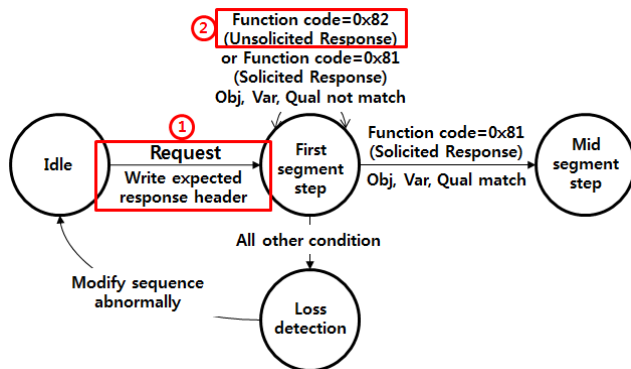 ②
Function code=0x82
(Unsolicited Response)
or Function code=0x81
(Solicited Response)
Obj, Var, Qual not match
①
Idle
Request
Write expected
response header
First
segment
step
Function code=0x81
(Solicited Response)
Obj, Var, Qual match
Mid
segment
step
All other condition
Modify sequence
abnormally
Loss
detection